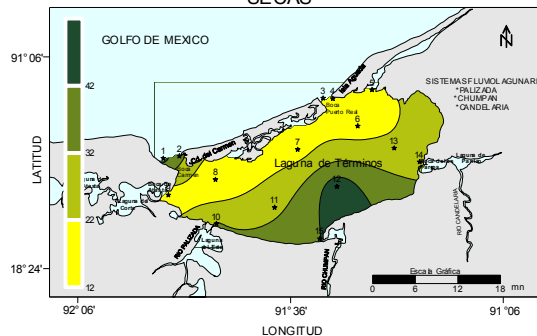 SECAS
GOLFO DE MEXICO
91°06'
42
32
22
12
LATITUD
18°24'
SISTEMAS FLUVIOLAGUNARES
*PALIZADA
*CHUMPAN
*CANDELARIA
Isla Aguada
Boca
Puerto Real
Cd. del Carmen
Laguna de Términos
1
2
3
4
5
6
7
8
10
11
12
13
14
15
RIO PALIZADA
RIO CHUMPAN
RIO CANDELARIA
Laguna de
Escala Gráfica
0 6 12 18 mn
92°06'
91°36'
91°06'
LONGITUD